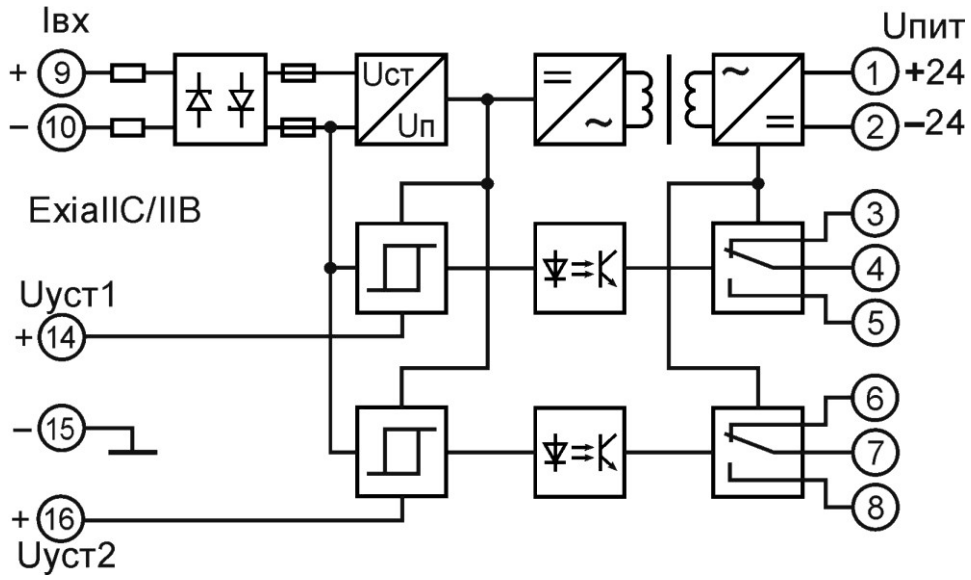 Iвх
Uпит
+ 9
Uст
Uп
=
~
~
=
1 +24
– 10
2 –24
ExiaIIC/IIB
3
4
5
Uуст1
+ 14
– 15
6
7
8
+ 16
Uуст2